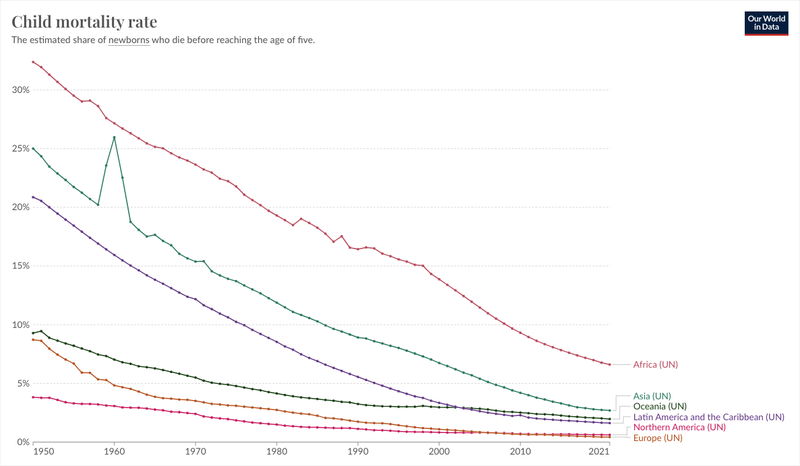 Child mortality rate
The estimated share of newborns who die before reaching the age of five.
Our World
in Data
30%
25%
20%
15%
10%
5%
0%
1950
1960
1970
1980
1990
2000
2010
2021
Africa (UN)
Asia (UN)
Oceania (UN)
Latin America and the Caribbean (UN)
Northern America (UN)
Europe (UN)